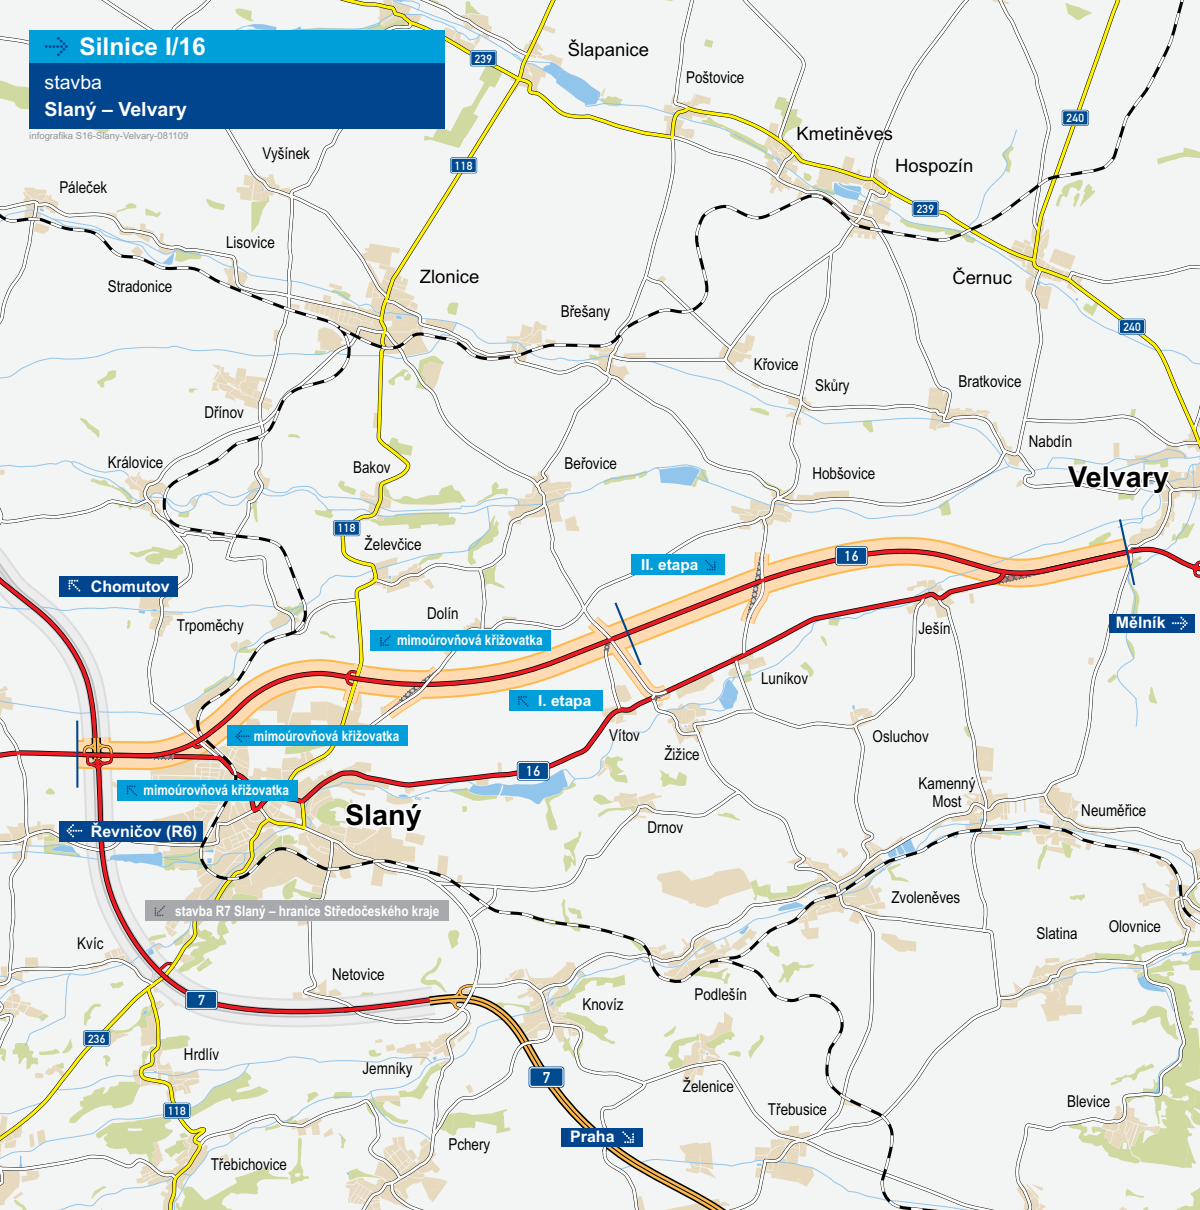 Silnice I/16
stavba
Slaný – Velvary
infografika S16-Slany-Velvary-081109
239
Šlapanice
Poštovice
240
Kmetiněves
Vyšínek
118
Hospozín
Páleček
239
Lisovice
Zlonice
Černuc
Stradonice
Břešany
240
Křovice
Skůry
Bratkovice
Dřínov
Nabdín
Královice
Bakov
Beřovice
Hobšovice
Velvary
118
Želevčice
16
II. etapa
Chomutov
Dolín
Trpoměchy
Ješín
Mělník
mimoúrovňová křižovatka
Luníkov
I. etapa
Vítov
mimoúrovňová křižovatka
Osluchov
Žižice
16
Kamenný
Most
mimoúrovňová křižovatka
Neuměřice
Slaný
Drnov
Řevničov (R6)
Zvoleněves
stavba R7 Slaný – hranice Středočeského kraje
Olovnice
Slatina
Kvíc
Netovice
Podlešín
7
Knovíz
236
Hrdlív
Jemníky
7
Želenice
118
Třebusice
Blevice
Praha
Pchery
Třebichovice